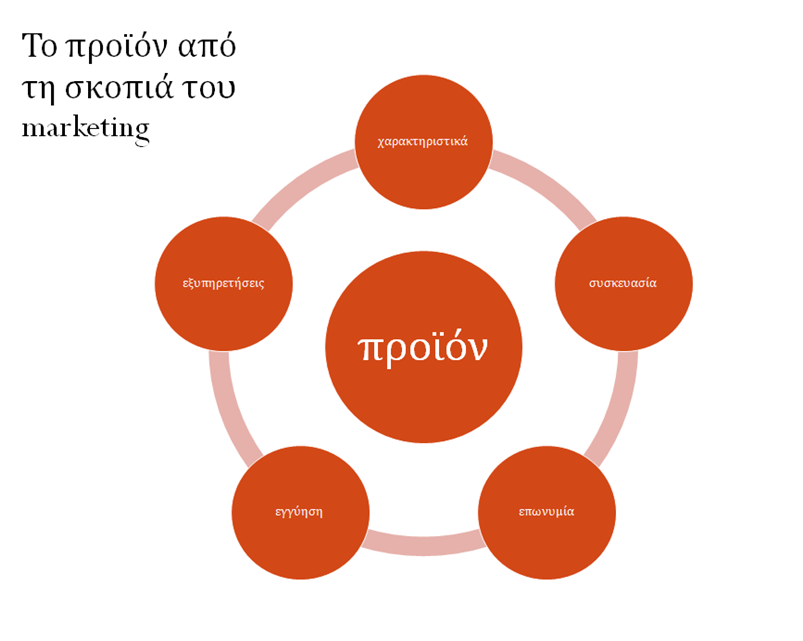 Το προϊόν από
τη σκοπιά του
marketing
χαρακτηριστικά
συσκευασία
επωνυμία
εγγύηση
εξυπηρετήσεις
προϊόν